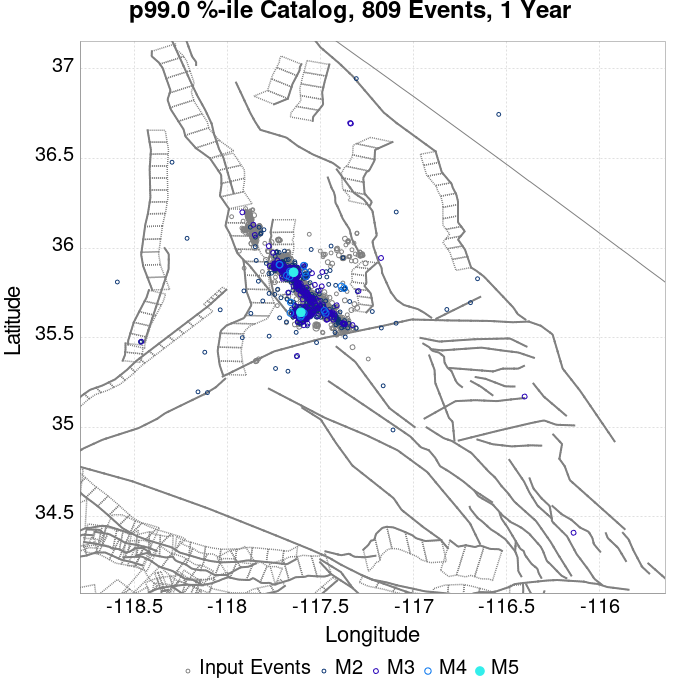 p99.0 %-ile Catalog, 809 Events, 1 Year
37
36.5
36
35.5
35
34.5
Latitude
-118.5 -118 -117.5 -117 -116.5 -116
Longitude
Input Events M2 M3 M4 M5